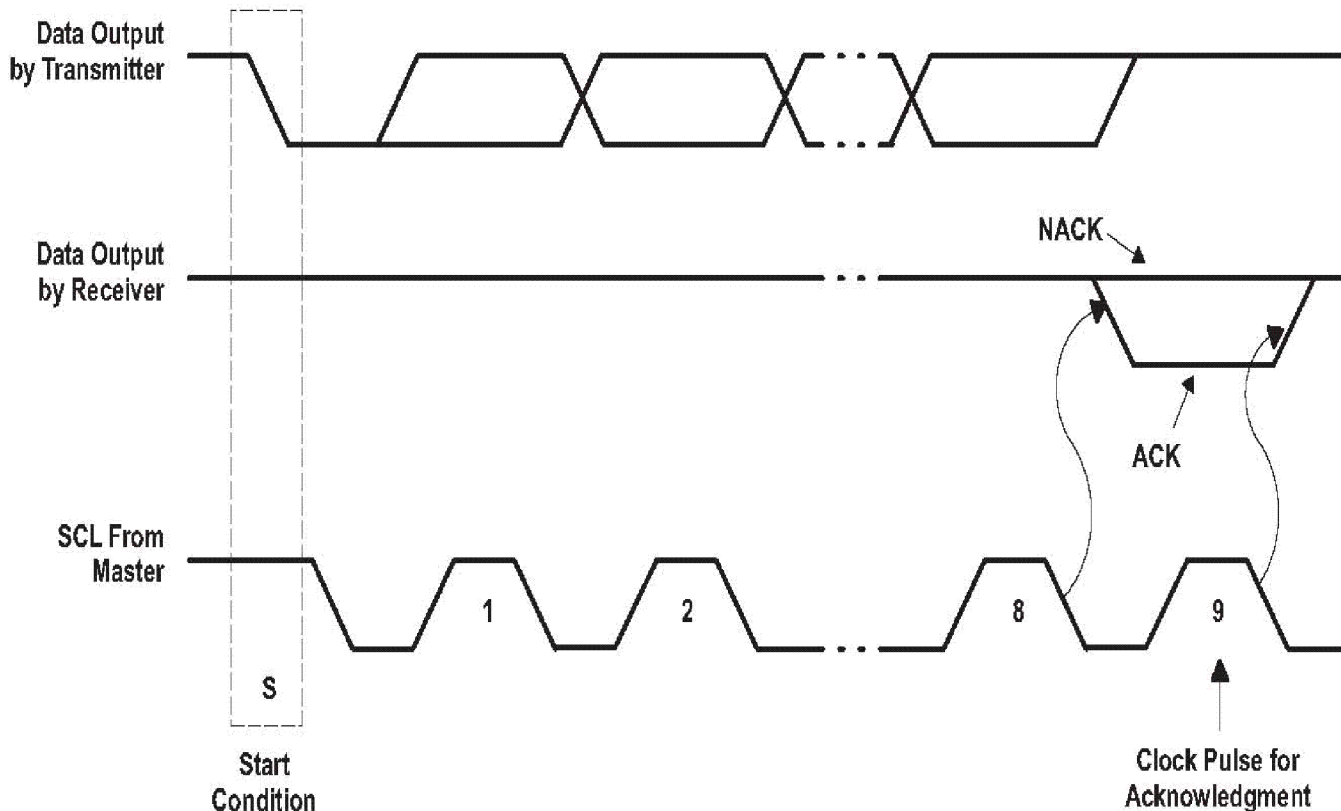 Data Output
by Transmitter
NACK
Data Output
by Receiver
ACK
SCL From
Master
1
2
8
9
S
Start
Condition
Clock Pulse for
Acknowledgment